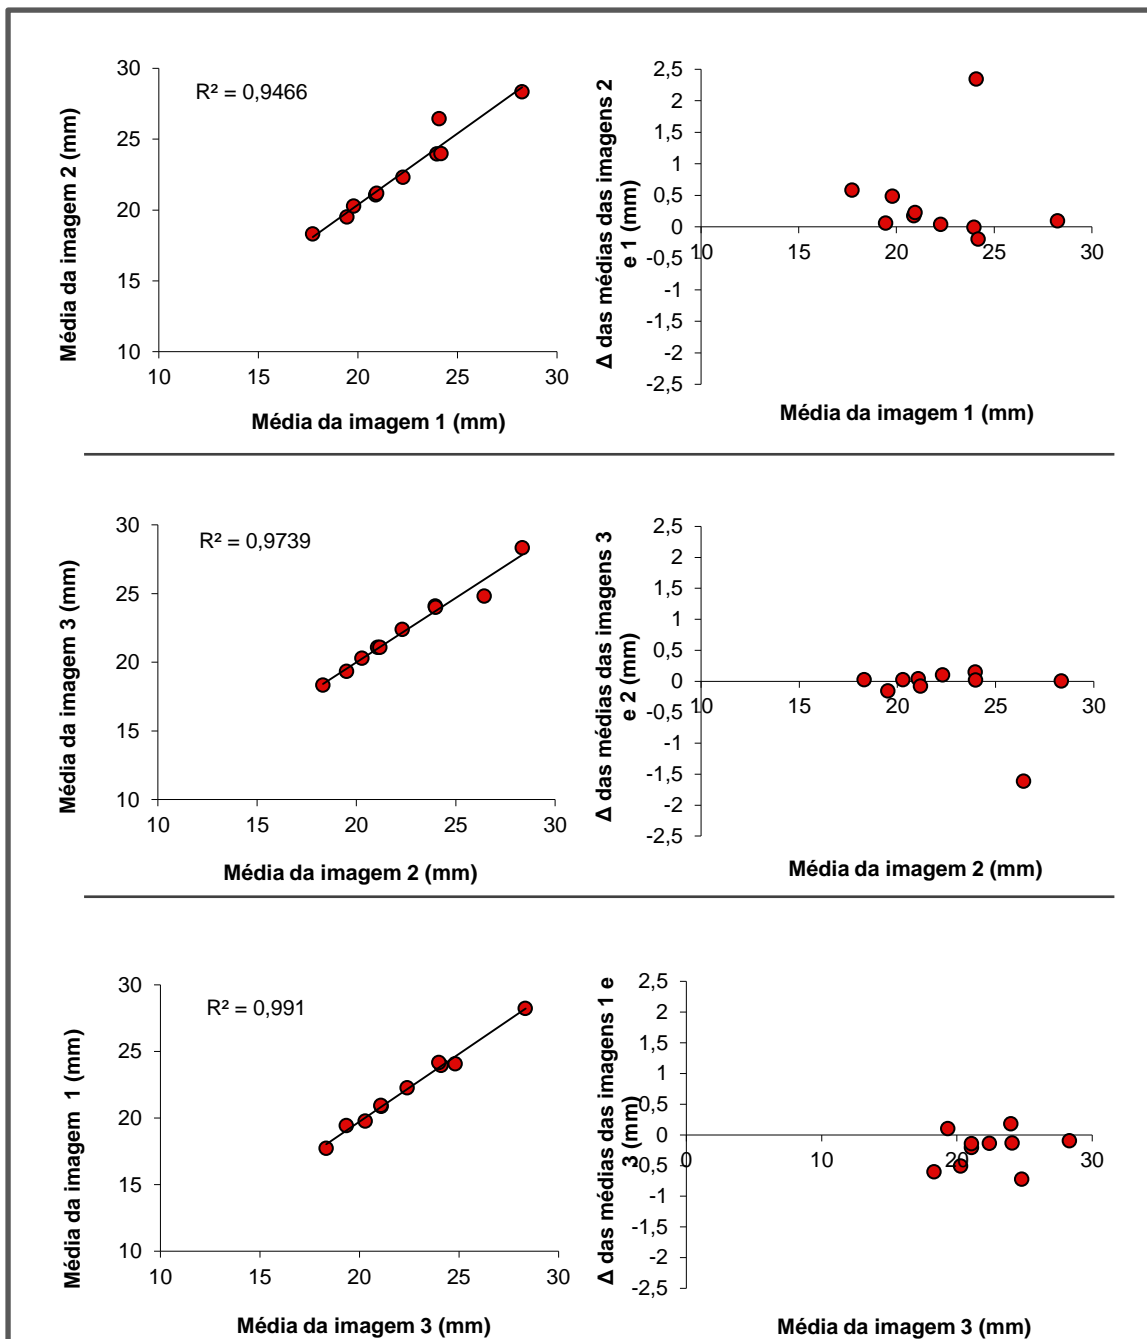 30
25
20
15
10
10 15 20 25 30
R² = 0,9466
Média da imagem 2 (mm)
Média da imagem 1 (mm)
2,5
2
1,5
1
0,5
0
-0,5
-1
-1,5
-2
-2,5
10 15 20 25 30
Δ das médias das imagens 2
e 1 (mm)
Média da imagem 1 (mm)
30
25
20
15
10
10 15 20 25 30
R² = 0,9739
Média da imagem 3 (mm)
Média da imagem 2 (mm)
2,5
2
1,5
1
0,5
0
-0,5
-1
-1,5
-2
-2,5
10 15 20 25 30
Δ das médias das imagens 3
e 2 (mm)
Média da imagem 2 (mm)
30
25
20
15
10
10 15 20 25 30
R² = 0,991
Média da imagem 1 (mm)
Média da imagem 3 (mm)
2,5
2
1,5
1
0,5
0
-0,5
-1
-1,5
-2
-2,5
0 10 20 30
Δ das médias das imagens 1 e
3 (mm)
Média da imagem 3 (mm)